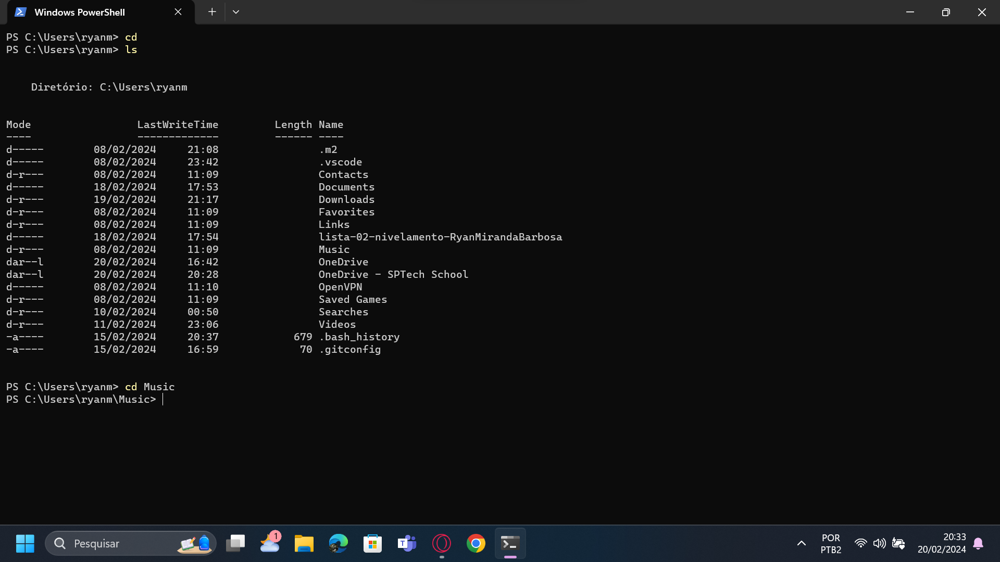 Windows PowerShell
PS C:\Users\ryanm> cd
PS C:\Users\ryanm> ls
Diretório: C:\Users\ryanm
Mode LastWriteTime Length Name
---- ------------- ------ ----
d----- 08/02/2024 21:08 .m2
d----- 08/02/2024 23:42 .vscode
d-r--- 08/02/2024 11:09 Contacts
d----- 18/02/2024 17:53 Documents
d-r--- 19/02/2024 21:17 Downloads
d-r--- 08/02/2024 11:09 Favorites
d-r--- 08/02/2024 11:09 Links
d----- 18/02/2024 17:54 lista-02-nivelamento-RyanMirandaBarbosa
d-r--- 08/02/2024 11:09 Music
dar--l 20/02/2024 16:42 OneDrive
dar--l 20/02/2024 20:28 OneDrive - SPTech School
d----- 08/02/2024 11:10 OpenVPN
d-r--- 08/02/2024 11:09 Saved Games
d-r--- 10/02/2024 00:50 Searches
d-r--- 11/02/2024 23:06 Videos
-a---- 15/02/2024 20:37 679 .bash_history
-a---- 15/02/2024 16:59 70 .gitconfig
PS C:\Users\ryanm> cd Music
PS C:\Users\ryanm\Music>
Pesquisar
1
T
POR
PTB2
20:33
20/02/2024